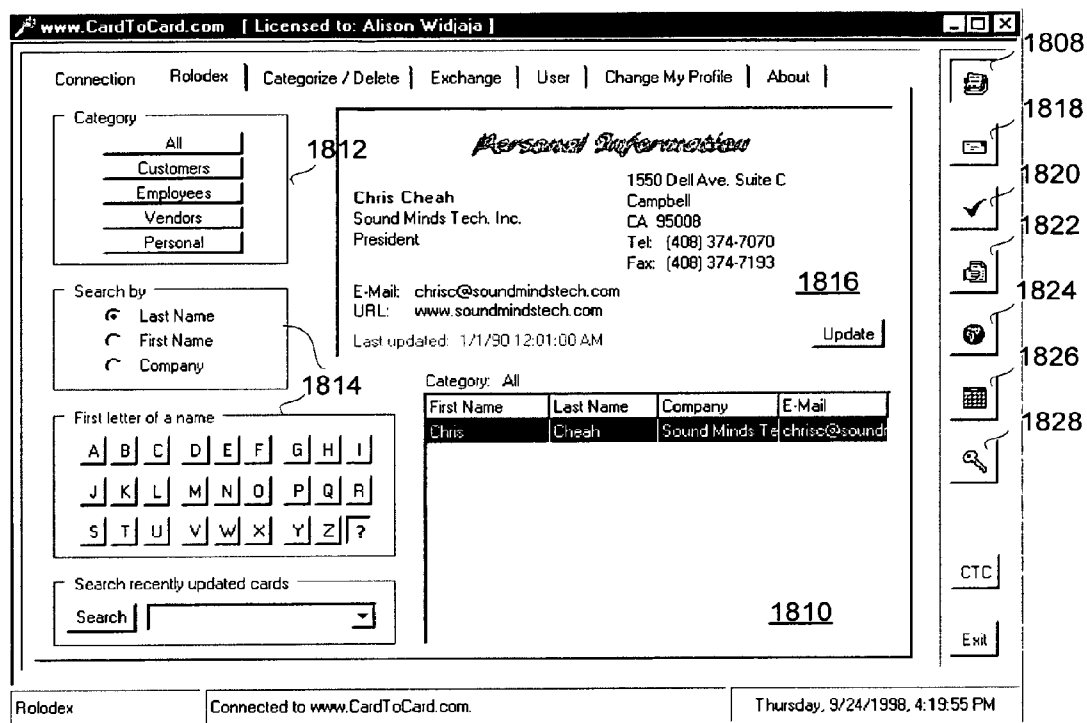 www.CardToCard.com [ Licensed to: Alison Widjaja ]
1808
Connection Rolodex Categorize / Delete Exchange User Change My Profile About
Category
All
Customers
Employees
Vendors
Personal
1812
Personal Information
Chris Cheah
Sound Minds Tech. Inc.
President
1550 Dell Ave. Suite C
Campbell
CA 95008
Tel: (408) 374-7070
Fax: (408) 374-7193
E-Mail: chrisc@soundmindstech.com
URL: www.soundmindstech.com
Last updated: 1/1/90 12:01:00 AM
1816
Update
1818
1820
1822
1824
1826
1828
Search by
Last Name
First Name
Company
1814
First letter of a name
A B C D E F G H I
J K L M N O P Q R
S T U V W X Y Z ?
Search recently updated cards
Search
Category: All
First Name Last Name Company E-Mail
Chris Cheah Sound Minds Te chrisc@soundr
1810
CTC
Exit
Rolodex Connected to www.CardToCard.com. Thursday, 9/24/1998, 4:19:55 PM